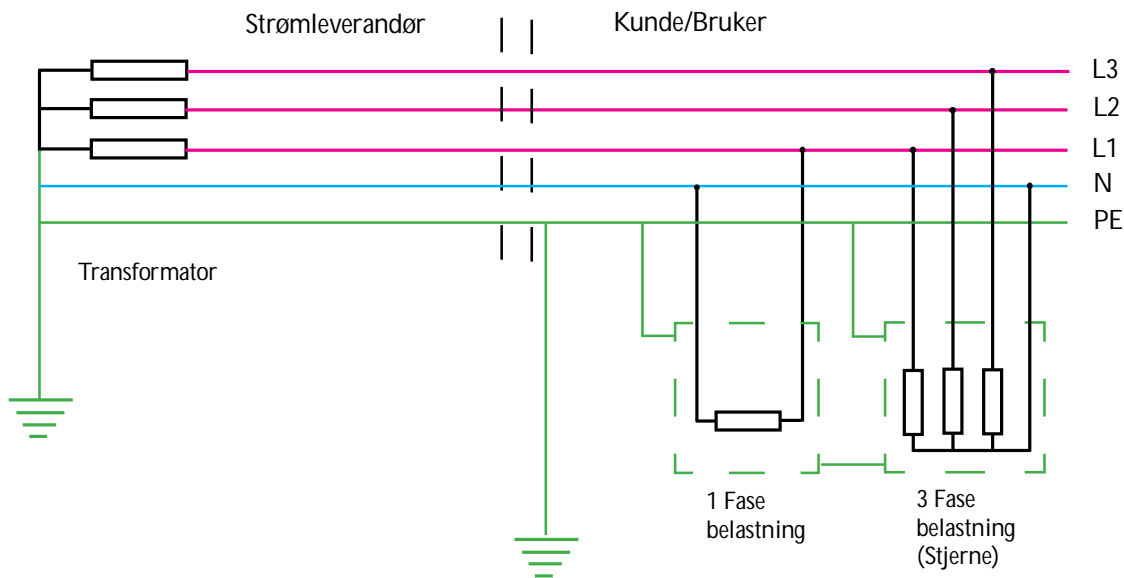 Strømleverandør
Kunde/Bruker
L3
L2
L1
N
PE
Transformator
1 Fase
belastning
3 Fase
belastning
(Stjerne)